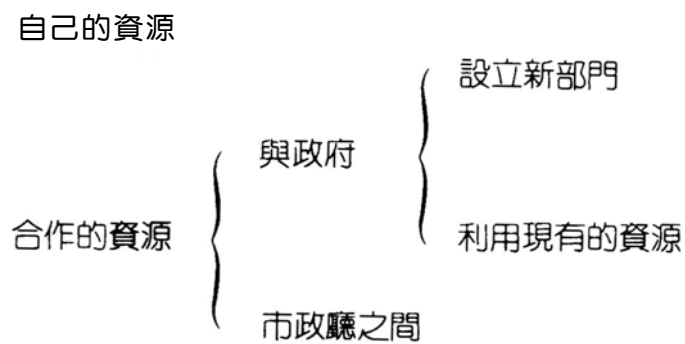 自己的資源
設立新部門
與政府
合作的資源
利用現有的資源
市政廳之間